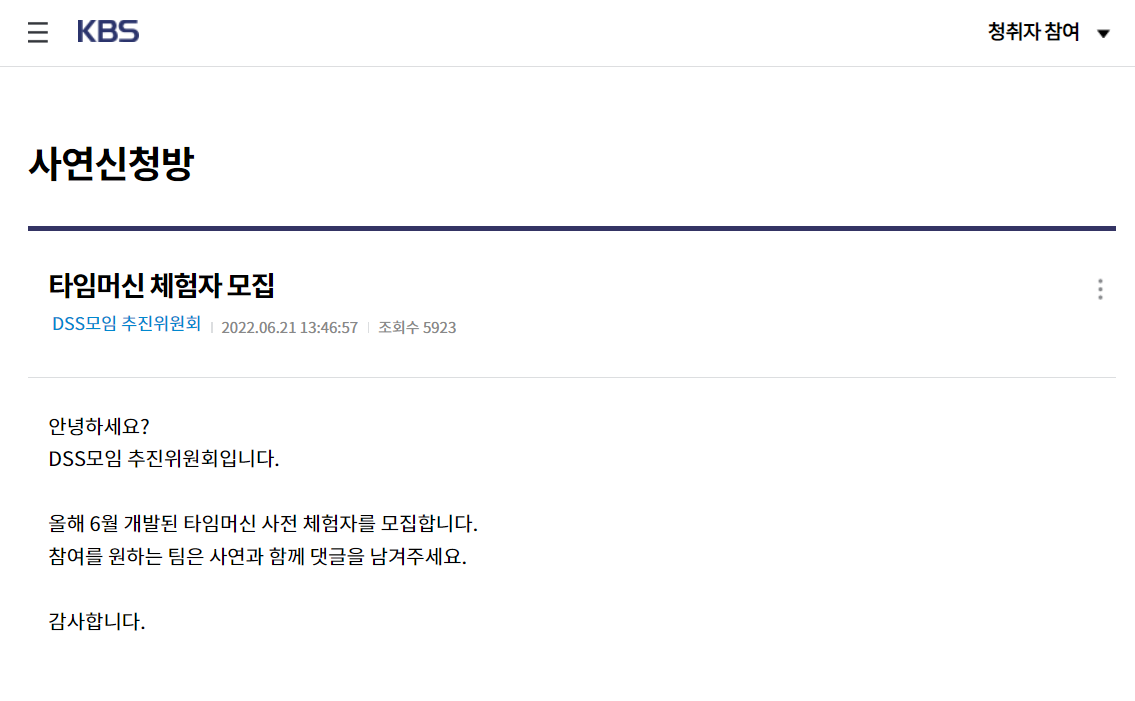 KBS
청취자 참여
사연신청방
타임머신 체험자 모집
DSS모임 추진위원회 2022.06.21 13:46:57 조회수 5923
안녕하세요?
DSS모임 추진위원회입니다.
올해 6월 개발된 타임머신 사전 체험자를 모집합니다.
참여를 원하는 팀은 사연과 함께 댓글을 남겨주세요.
감사합니다.